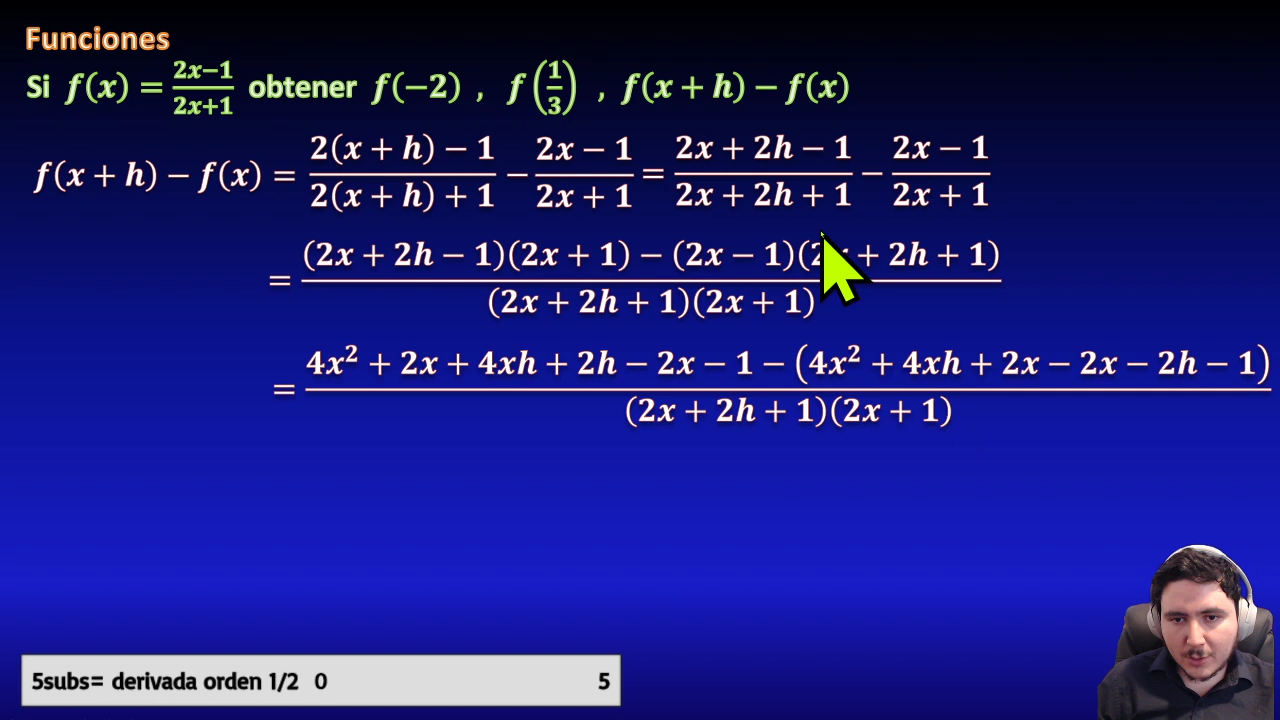 Funciones
Si f(x) = (2x−1)/(2x+1) obtener f(−2) , f(1/3) , f(x + h) − f(x)
f(x + h) − f(x) = (2(x + h) − 1)/(2(x + h) + 1) − (2x − 1)/(2x + 1) = (2x + 2h − 1)/(2x + 2h + 1) − (2x − 1)/(2x + 1)
= ((2x + 2h − 1)(2x + 1) − (2x − 1)(2x + 2h + 1))/((2x + 2h + 1)(2x + 1))
= (4x² + 2x + 4xh + 2h − 2x − 1 − (4x² + 4xh + 2x − 2x − 2h − 1))/((2x + 2h + 1)(2x + 1))
5subs= derivada orden 1/2 0 5